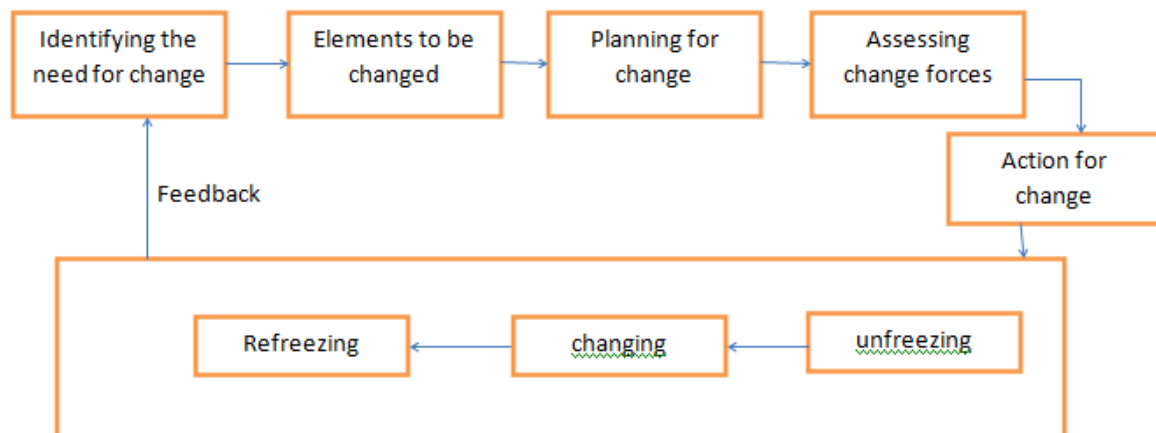 Identifying the
need for change
Elements to be
changed
Planning for
change
Assessing
change forces
Action for
change
Feedback
Refreezing
changing
unfreezing